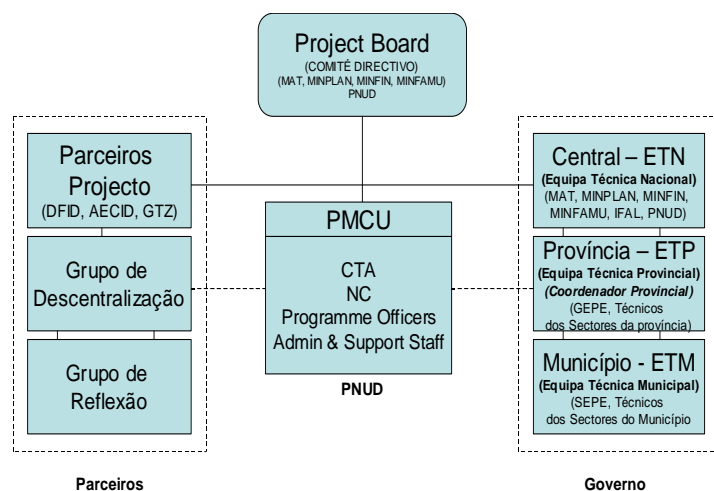 Project Board
(COMITÉ DIRECTIVO)
(MAT, MINPLAN, MINFIN, MINFAMU)
PNUD
Parceiros
Projecto
(DFID, AECID, GTZ)
Grupo de
Descentralização
Grupo de
Reflexão
Parceiros
PMCU
CTA
NC
Programme Officers
Admin & Support Staff
PNUD
Central – ETN
(Equipa Técnica Nacional)
(MAT, MINPLAN, MINFIN,
MINFAMU, IFAL, PNUD)
Província – ETP
(Equipa Técnica Provincial)
(Coordenador Provincial)
(GEPE, Técnicos
dos Sectores da província)
Município - ETM
(Equipa Técnica Municipal)
(SEPE, Técnicos
dos Sectores do Município
Governo